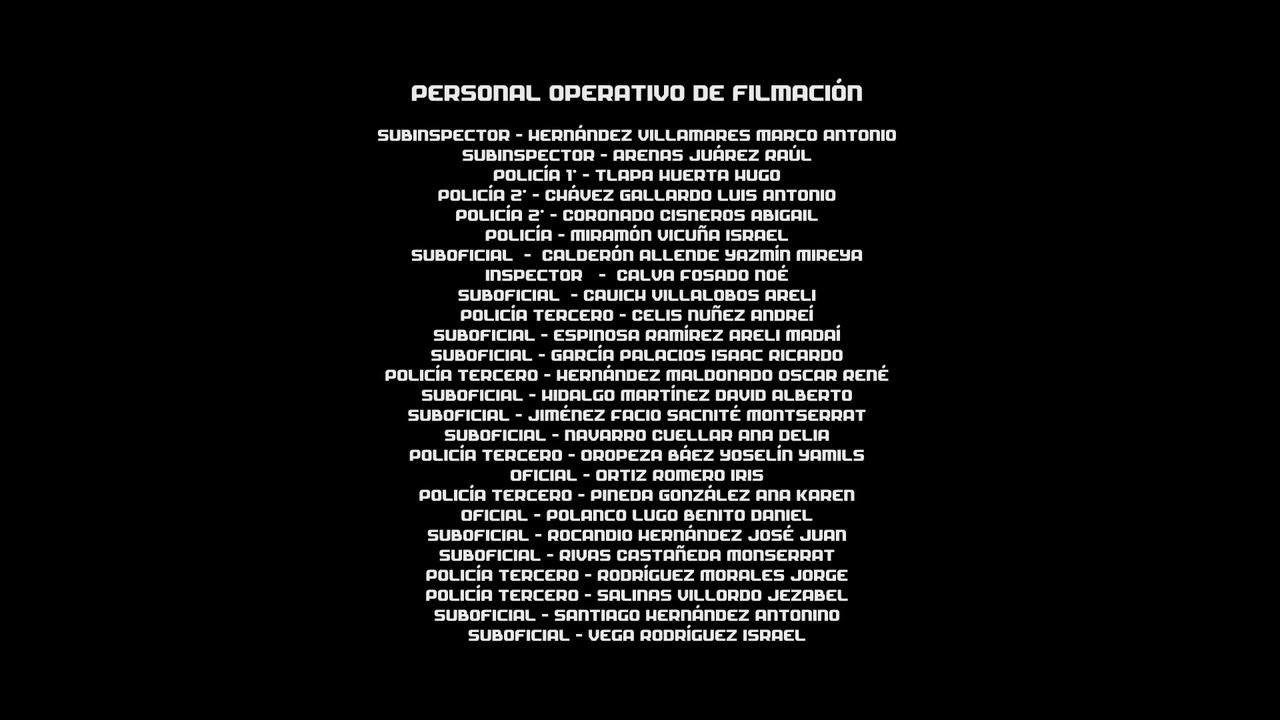 PERSONAL OPERATIVO DE FILMACIÓN
SUBINSPECTOR - HERNÁNDEZ VILLAMARES MARCO ANTONIO
SUBINSPECTOR - ARENAS JUÁREZ RAÚL
POLICÍA 1° - TLAPA HUERTA HUGO
POLICÍA 2° - CHÁVEZ GALLARDO LUIS ANTONIO
POLICÍA 2° - CORONADO CISNEROS ABIGAIL
POLICÍA - MIRAMÓN VICUÑA ISRAEL
SUBOFICIAL - CALDERÓN ALLENDE YAZMÍN MIREYA
INSPECTOR - CALVA FOSADO NOÉ
SUBOFICIAL - CAUICH VILLALOBOS ARELI
POLICÍA TERCERO - CELIS NUÑEZ ANDREÍ
SUBOFICIAL - ESPINOSA RAMÍREZ ARELI MADAÍ
SUBOFICIAL - GARCÍA PALACIOS ISAAC RICARDO
POLICÍA TERCERO - HERNÁNDEZ MALDONADO OSCAR RENÉ
SUBOFICIAL - HIDALGO MARTÍNEZ DAVID ALBERTO
SUBOFICIAL - JIMÉNEZ FACIO SACNITÉ MONTSERRAT
SUBOFICIAL - NAVARRO CUELLAR ANA DELIA
POLICÍA TERCERO - OROPEZA BÁEZ YOSELÍN YAMILS
OFICIAL - ORTIZ ROMERO IRIS
POLICÍA TERCERO - PINEDA GONZÁLEZ ANA KAREN
OFICIAL - POLANCO LUGO BENITO DANIEL
SUBOFICIAL - ROCANDIO HERNÁNDEZ JOSÉ JUAN
SUBOFICIAL - RIVAS CASTAÑEDA MONSERRAT
POLICÍA TERCERO - RODRÍGUEZ MORALES JORGE
POLICÍA TERCERO - SALINAS VILLORDO JEZABEL
SUBOFICIAL - SANTIAGO HERNÁNDEZ ANTONINO
SUBOFICIAL - VEGA RODRÍGUEZ ISRAEL